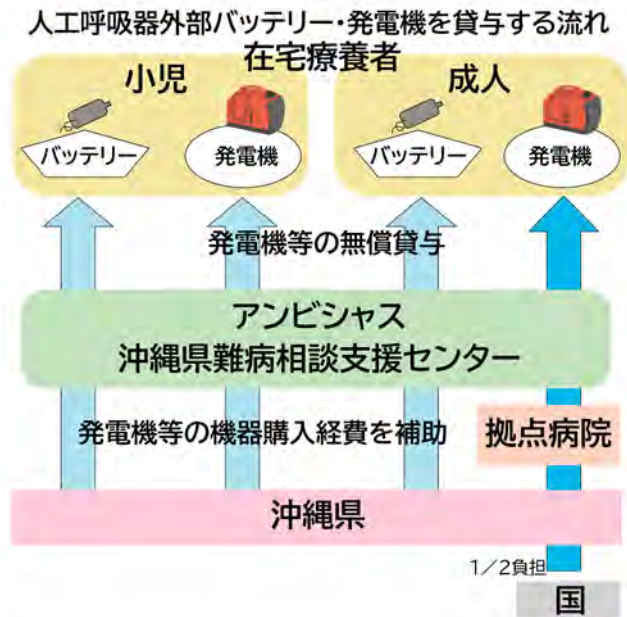 人工呼吸器外部バッテリー・発電機を貸与する流れ
在宅療養者
小児
成人
バッテリー
発電機
バッテリー
発電機
発電機等の無償貸与
アンビシャス
沖縄県難病相談支援センター
発電機等の機器購入経費を補助
拠点病院
沖縄県
1/2負担
国